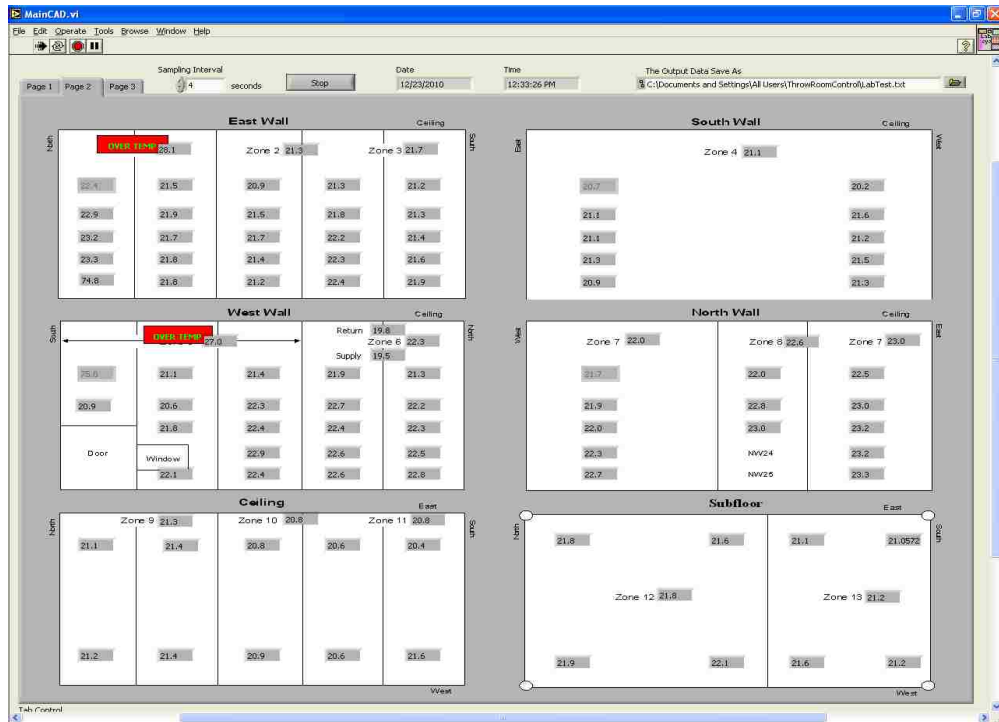 MainCAD.vi
File Edit Operate Tools Browse Window Help
Sampling Interval Date Time The Output Data Save As
Page 1 Page 2 Page 3 4 seconds Stop 12/23/2010 12:33:26 PM C:\Documents and Settings\All Users\ThrowRoomControl\LabTest.txt
East Wall Ceiling
North South
OVER TEMP 28.1 Zone 2 21.3 Zone 3 21.7
22.4 21.5 20.9 21.3 21.2
22.9 21.9 21.5 21.8 21.3
23.2 21.7 21.7 22.2 21.4
23.3 21.8 21.4 22.3 21.6
74.8 21.8 21.2 22.4 21.9
South Wall Ceiling
East West
Zone 4 21.1
20.7 20.2
21.1 21.6
21.1 21.2
21.3 21.5
20.9 21.3
West Wall Ceiling
South North
Return 19.8
OVER TEMP 27.0 Zone 6 22.3
Supply 19.5
21.1 21.4 21.9 21.3
20.9 20.6 22.3 22.7 22.2
21.8 22.4 22.4 22.3
Door Window 22.9 22.6 22.5
22.1 22.4 22.6 22.8
North Wall Ceiling
West East
Zone 7 22.0 Zone 8 22.6 Zone 7 23.0
21.7 22.0 22.5
21.9 22.8 23.0
22.0 23.0 23.2
22.3 NW24 23.2
22.7 NW25 23.3
Ceiling East
North South
Zone 9 21.3 Zone 10 20.8 Zone 11 20.8
21.1 21.4 20.8 20.6 20.4
21.2 21.4 20.9 20.6 21.6
West
Subfloor East
North South
21.8 21.6 21.1 21.0572
Zone 12 21.8 Zone 13 21.2
21.9 22.1 21.6 21.2
West
Tab Control